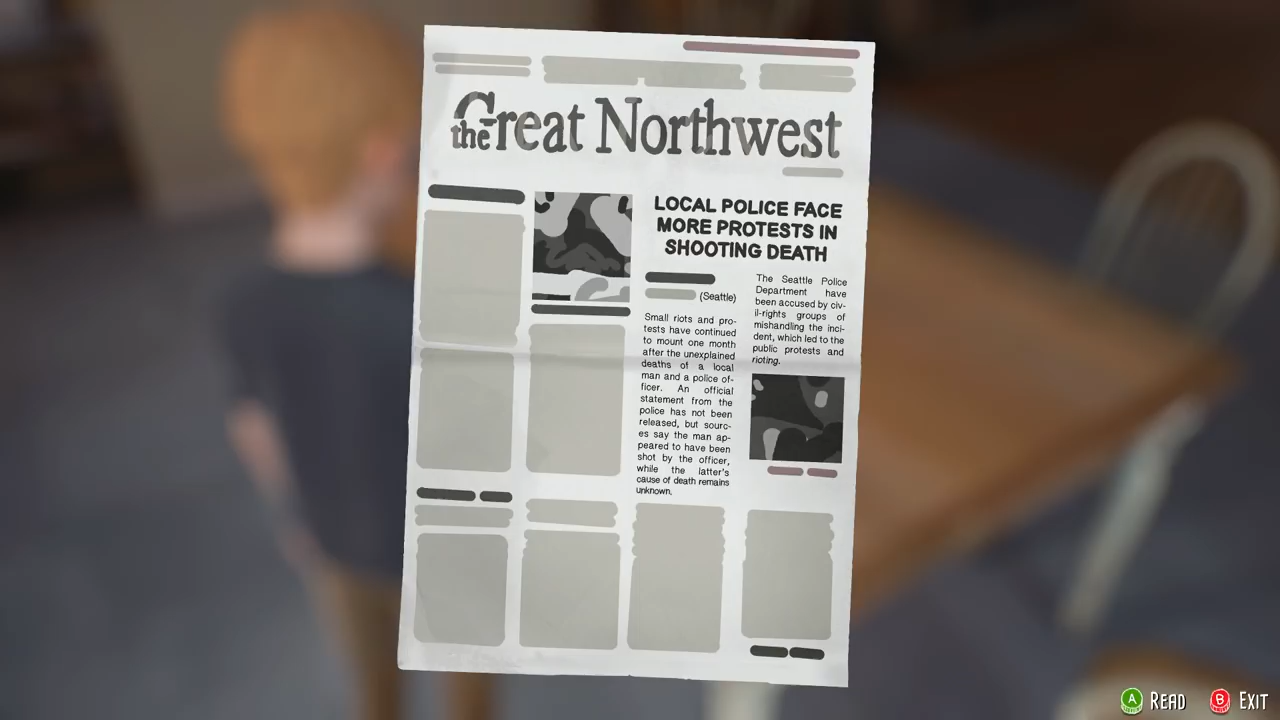 the Great Northwest
LOCAL POLICE FACE
MORE PROTESTS IN
SHOOTING DEATH
(Seattle)
Small riots and pro-
tests have continued
to mount one month
after the unexplained
deaths of a local
man and a police of-
ficer. An official
statement from the
police has not been
released, but sourc-
es say the man ap-
peared to have been
shot by the officer,
while the latter's
cause of death remains
unknown.
The Seattle Police
Department have
been accused by civ-
il-rights groups of
mishandling the inci-
dent, which led to the
public protests and
rioting.
A READ B EXIT